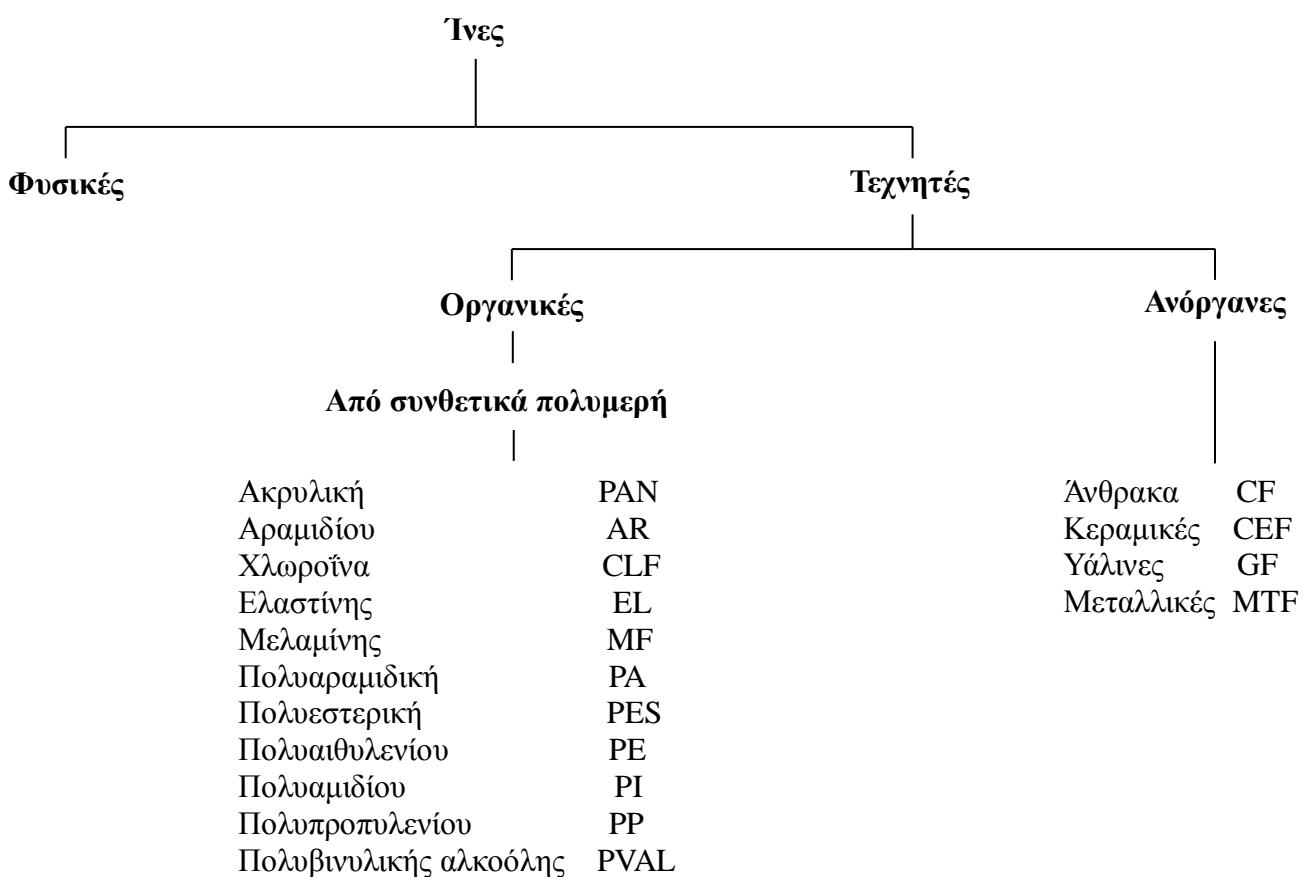 Ίνες
Φυσικές
Τεχνητές
Οργανικές
Ανόργανες
Από συνθετικά πολυμερή
Ακρυλική PAN
Αραμιδίου AR
Χλωροΐνα CLF
Ελαστίνης EL
Μελαμίνης MF
Πολυαραμιδική PA
Πολυεστερική PES
Πολυαιθυλενίου PE
Πολυαμιδίου PI
Πολυπροπυλενίου PP
Πολυβινυλικής αλκοόλης PVAL
Άνθρακα CF
Κεραμικές CEF
Υάλινες GF
Μεταλλικές MTF